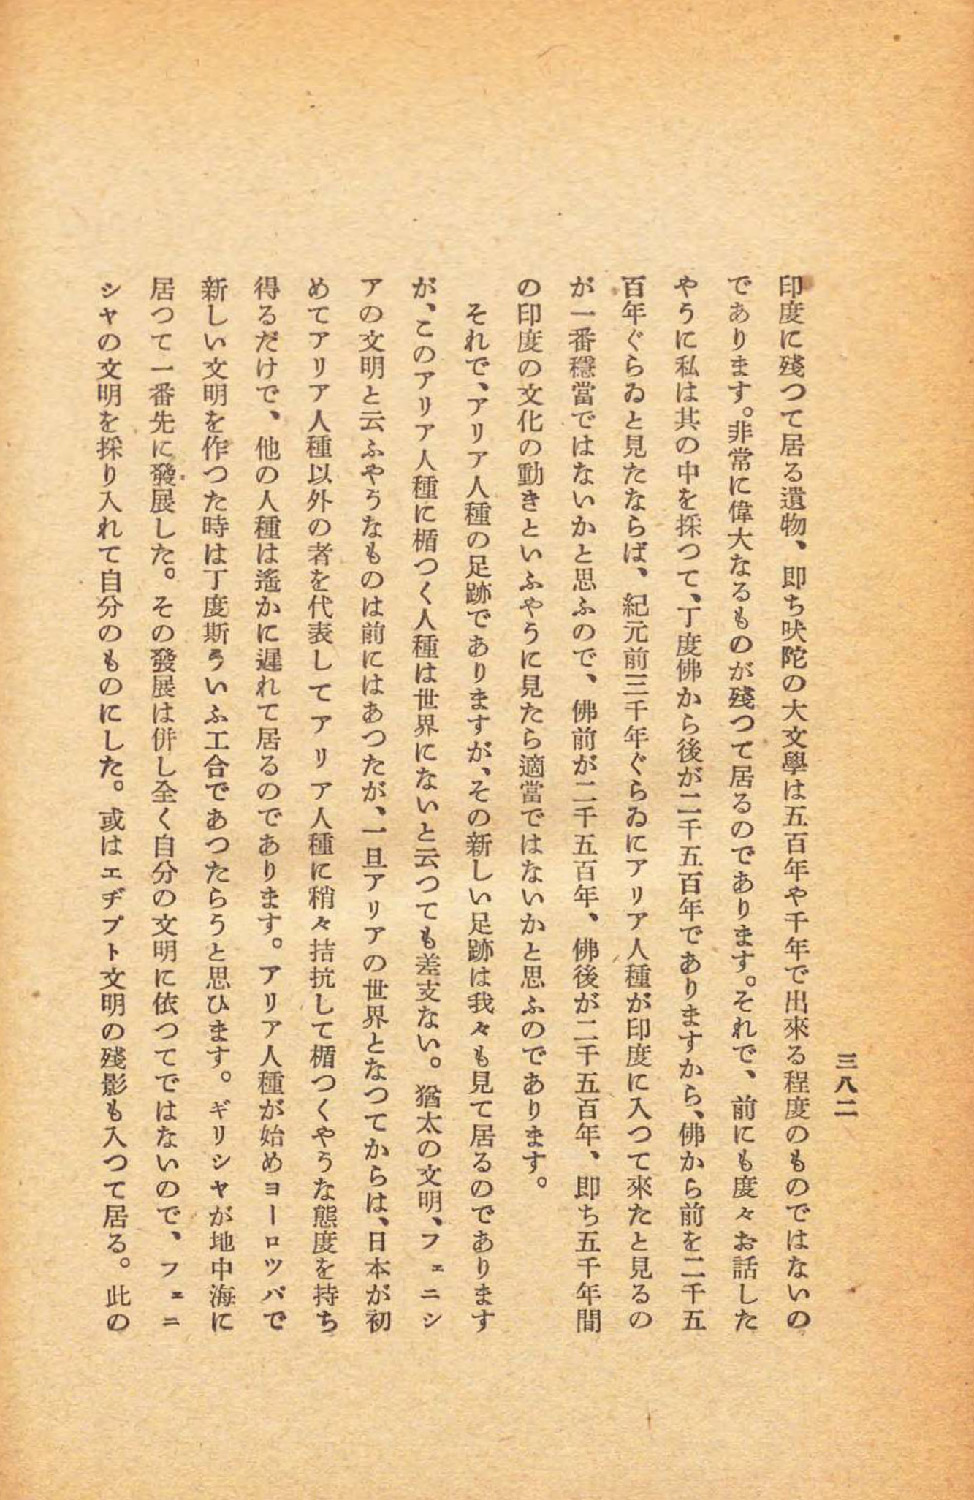 三八二
印度に殘つて居る遺物、即ち吠陀の大文學は五百年や千年で出來る程度のものではないの
であります。非常に偉大なるものが殘つて居るのであります。それで、前にも度々お話した
やうに私は其の中を採つて、丁度佛から後が二千五百年でありますから、佛から前を二千五
百年ぐらゐと見たならば、紀元前三千年ぐらゐにアリア人種が印度に入つて來たと見るの
が一番穩當ではないかと思ふので、佛前が二千五百年、佛後が二千五百年、即ち五千年間
の印度の文化の動きといふやうに見たら適當ではないかと思ふのであります。
それで、アリア人種の足跡でありますが、その新しい足跡は我々も見て居るのであります
が、このアリア人種に楯つく人種は世界にないと云つても差支ない。猶太の文明、フェニシ
アの文明と云ふやうなものは前にはあつたが、一旦アリアの世界となつてからは、日本が初
めてアリア人種以外の者を代表してアリア人種に稍々拮抗して楯つくやうな態度を持ち
得るだけで、他の人種は遙かに遲れて居るのであります。アリア人種が始めヨーロツパで
新しい文明を作つた時は丁度斯ういふ工合であつたらうと思ひます。ギリシヤが地中海に
居つて一番先に發展した。その發展は併し全く自分の文明に依つてではないので、フェニ
シヤの文明を採り入れて自分のものにした。或はエヂプト文明の殘影も入つて居る。此の